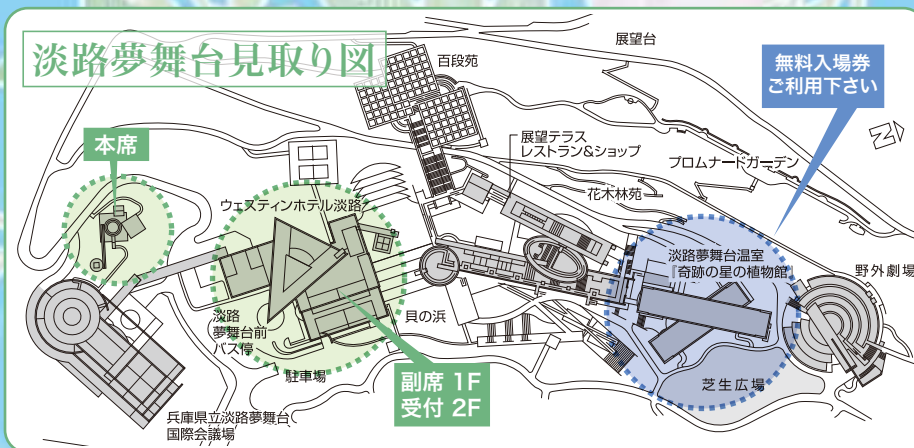 淡路夢舞台見取り図
展望台
百段苑
無料入場券
ご利用下さい
本席
展望テラス
レストラン&ショップ
プロムナードガーデン
花木林苑
ウェスティンホテル淡路
淡路夢舞台温室
『奇跡の星の植物館』
野外劇場
淡路
夢舞台前
バス停
貝の浜
駐車場
副席 1F
受付 2F
芝生広場
兵庫県立淡路夢舞台
国際会議場
N